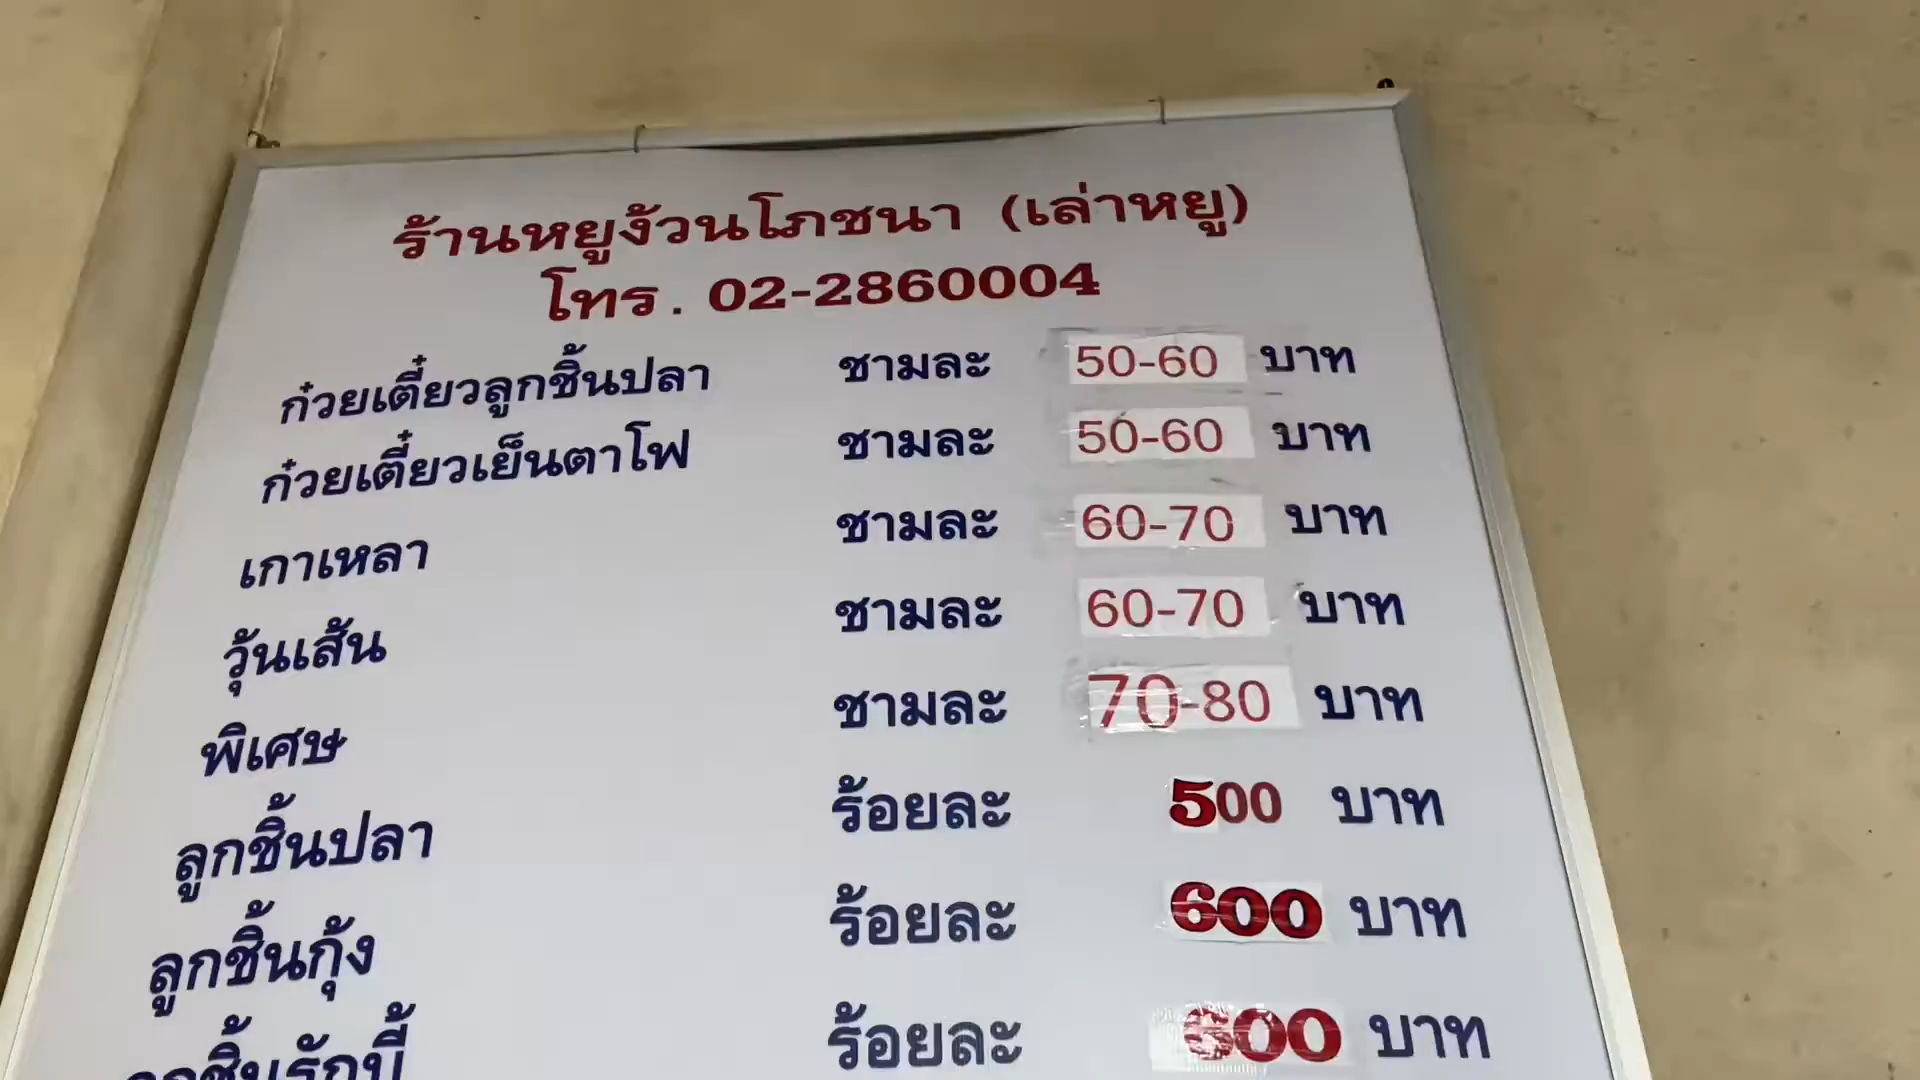 ร้านหยูง้วนโภชนา (เล่าหยู)
โทร. 02-2860004
ก๋วยเตี๋ยวลูกชิ้นปลา ชามละ 50-60 บาท
ก๋วยเตี๋ยวเย็นตาโฟ ชามละ 50-60 บาท
เกาเหลา ชามละ 60-70 บาท
วุ้นเส้น ชามละ 60-70 บาท
พิเศษ ชามละ 70-80 บาท
ลูกชิ้นปลา ร้อยละ 500 บาท
ลูกชิ้นกุ้ง ร้อยละ 600 บาท
ลูกชิ้นรักบี้ ร้อยละ 600 บาท